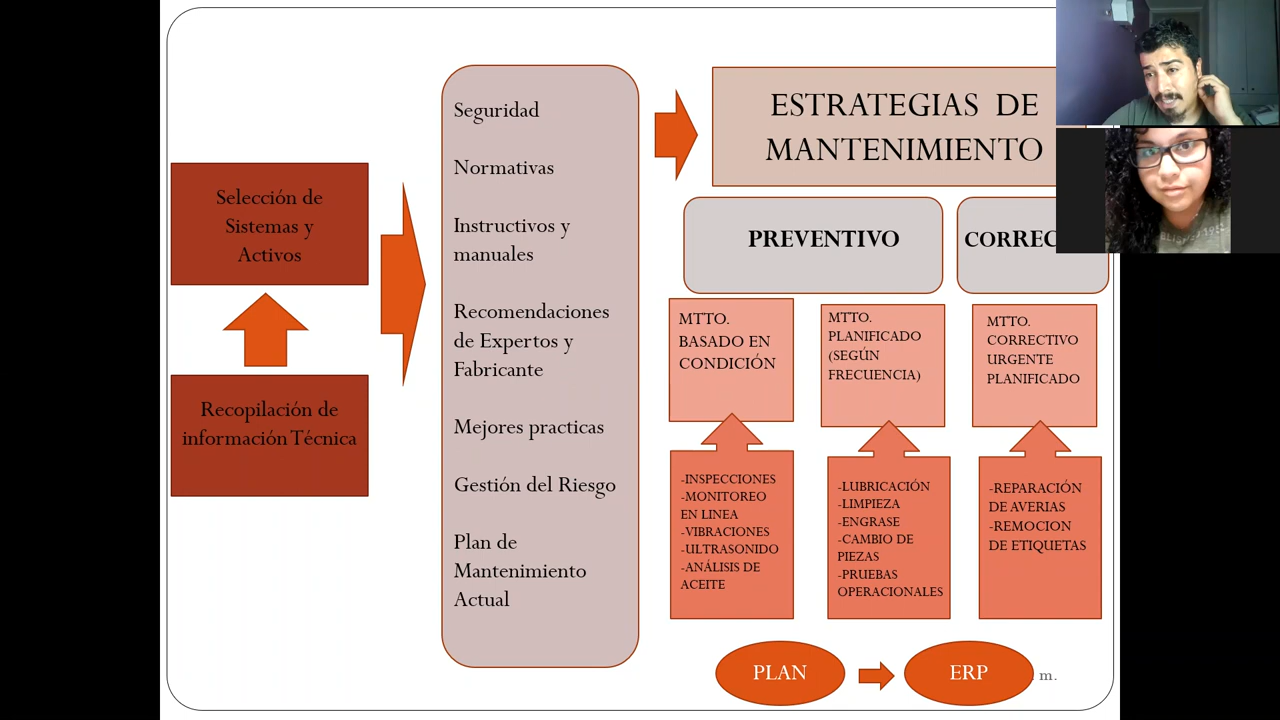 Selección de
Sistemas y
Activos
Recopilación de
información Técnica
Seguridad
Normativas
Instructivos y
manuales
Recomendaciones
de Expertos y
Fabricante
Mejores practicas
Gestión del Riesgo
Plan de
Mantenimiento
Actual
ESTRATEGIAS DE
MANTENIMIENTO
PREVENTIVO
CORREC
MTTO.
BASADO EN
CONDICIÓN
MTTO.
PLANIFICADO
(SEGÚN
FRECUENCIA)
MTTO.
CORRECTIVO
URGENTE
PLANIFICADO
-INSPECCIONES
-MONITOREO
EN LINEA
-VIBRACIONES
-ULTRASONIDO
-ANÁLISIS DE
ACEITE
-LUBRICACIÓN
-LIMPIEZA
-ENGRASE
-CAMBIO DE
PIEZAS
-PRUEBAS
OPERACIONALES
-REPARACIÓN
DE AVERIAS
-REMOCION
DE ETIQUETAS
PLAN
ERP
m.